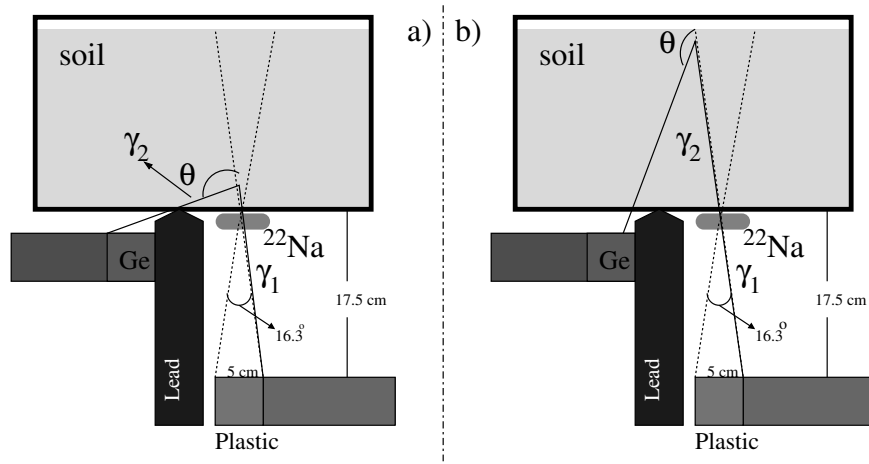 a)
soil
γ2
θ
22Na
Ge
γ1
17.5 cm
16.3°
Lead
5 cm
Plastic
b)
soil
θ
γ2
22Na
Ge
γ1
17.5 cm
16.3°
Lead
5 cm
Plastic